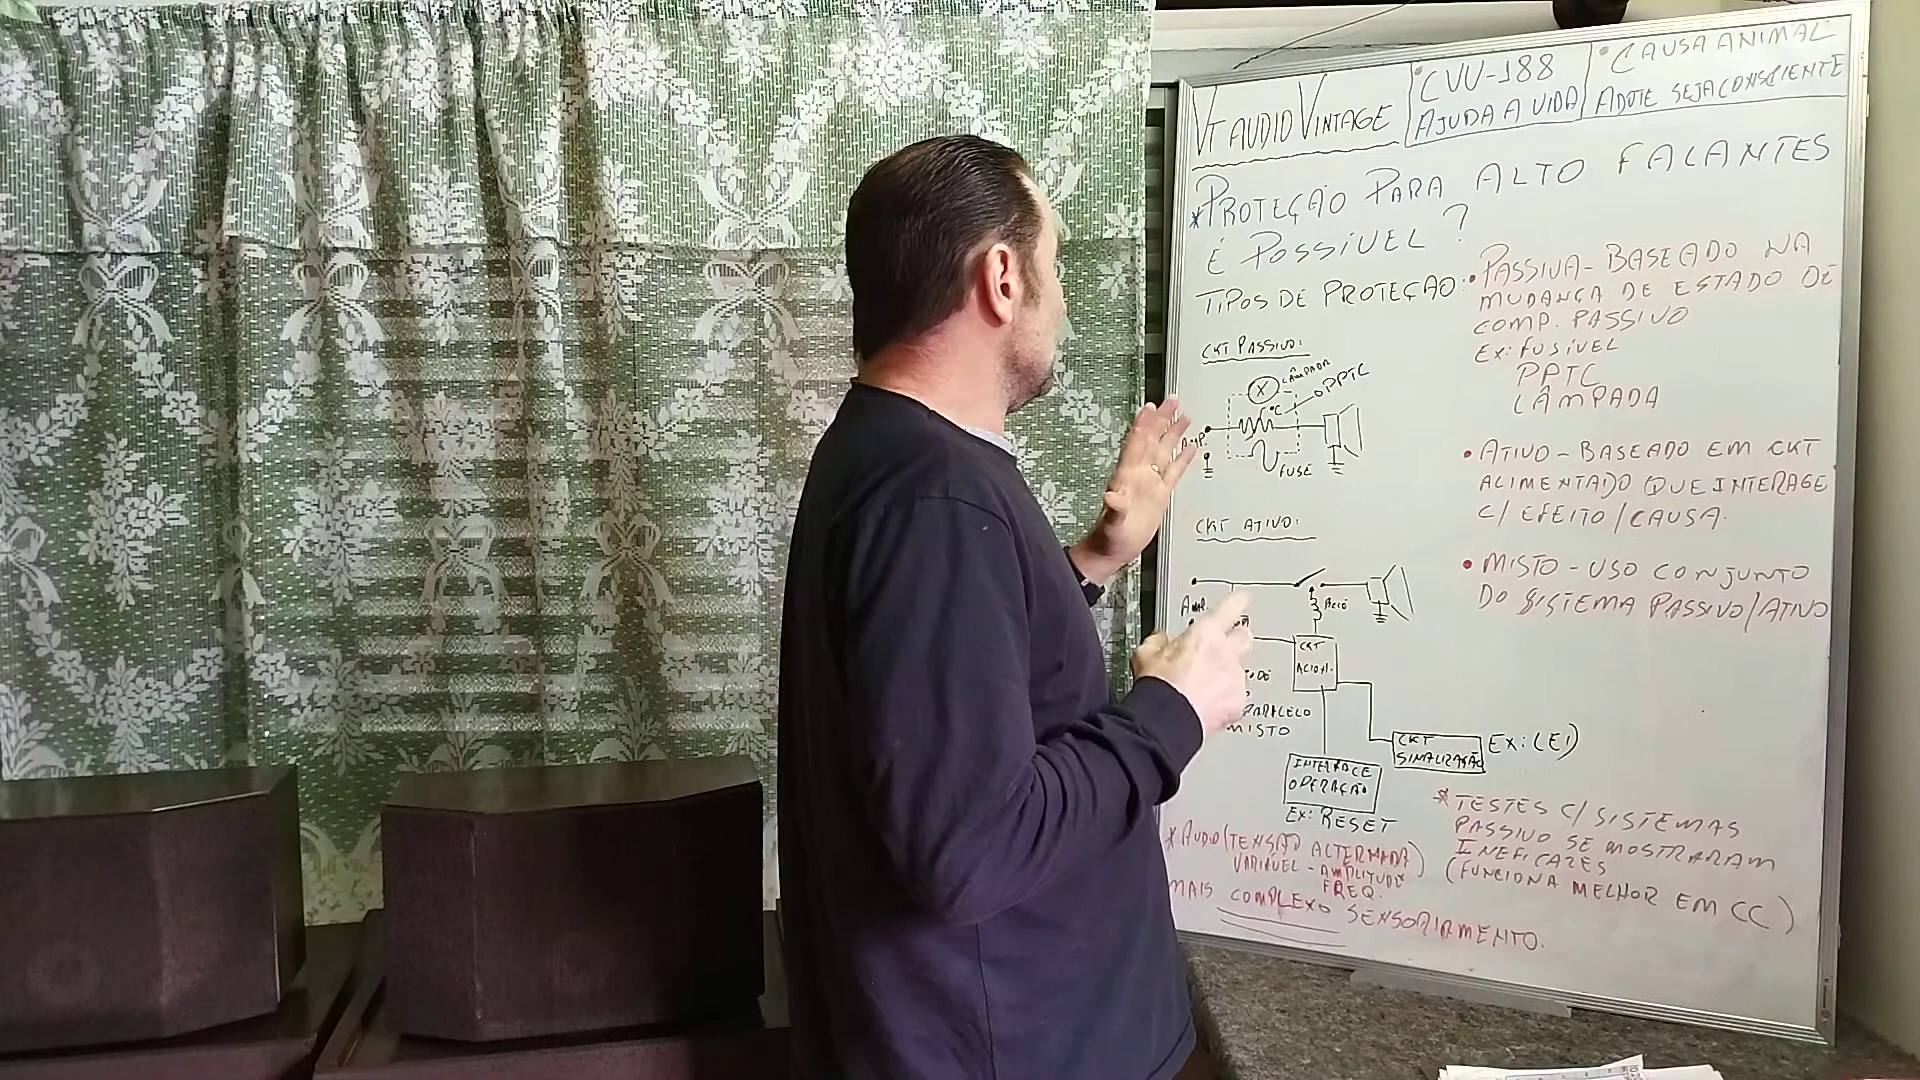 VT AUDIO VINTAGE
CVU-188
AJUDA A VIDA
CAUSA ANIMAL
ADOTE SEJA CONSCIENTE
*PROTEÇÃO PARA ALTO FALANTES
É POSSÍVEL ?
TIPOS DE PROTEÇÃO:
• PASSIVA - BASEADO NA
MUDANÇA DE ESTADO DE
COMP. PASSIVO
EX: FUSÍVEL
PPTC
LÂMPADA
CKT PASSIVO:
LÂMPADA
PPTC
°C
AMP.
FUSE
• ATIVO - BASEADO EM CKT
ALIMENTADO QUE INTERAGE
C/ EFEITO/CAUSA.
CKT ATIVO:
• MISTO - USO CONJUNTO
DO SISTEMA PASSIVO/ATIVO
AMP.
RELÉ
CKT
PARALELO
MISTO
CKT
SINALIZAÇÃO
EX: LED
INTERFACE
OPERAÇÃO
EX: RESET
* AUDIO (TENSÃO ALTERNADA)
VARIÁVEL - AMPLITUDE
FREQ.
MAIS COMPLEXO SENSORIAMENTO.
* TESTES C/ SISTEMAS
PASSIVO SE MOSTRARAM
INEFICAZES
(FUNCIONA MELHOR EM CC)